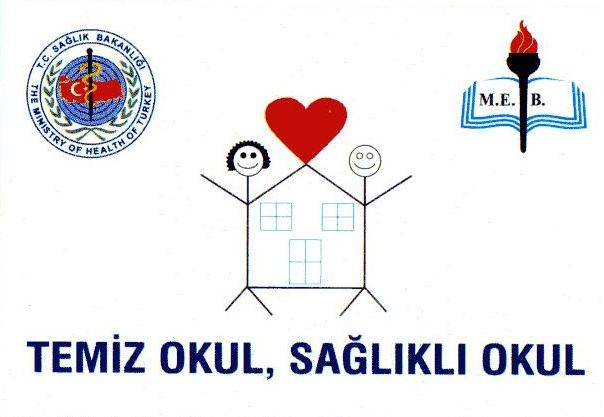 T.C. SAĞLIK BAKANLIĞI
THE MINISTRY OF HEALTH OF TURKEY
M.E.B.
TEMİZ OKUL, SAĞLIKLI OKUL